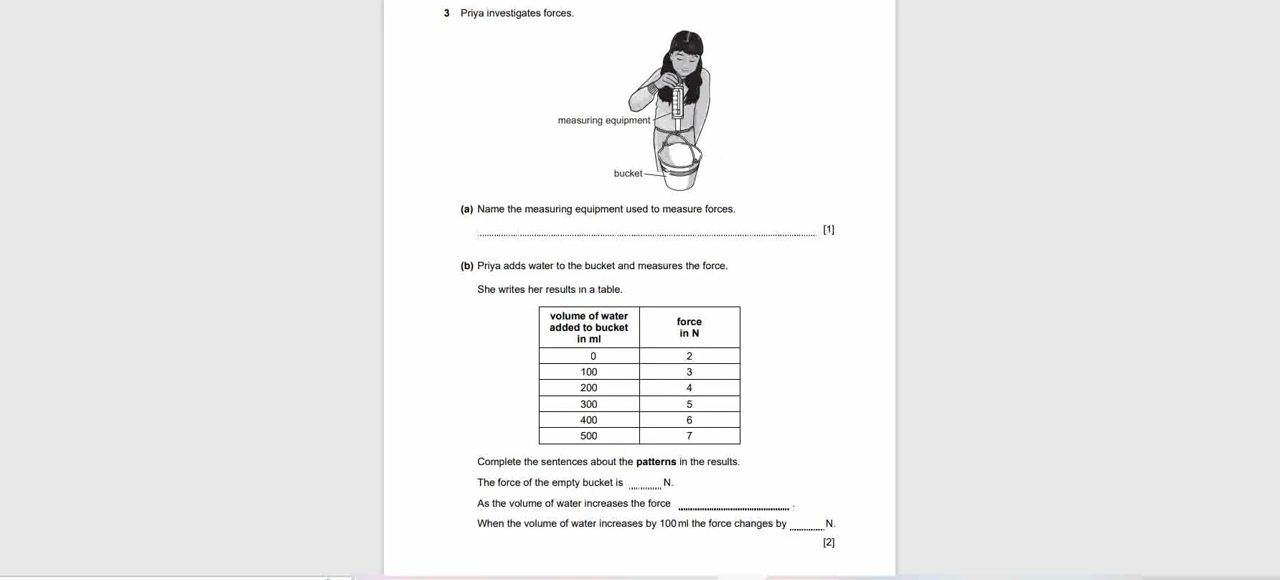 3 Priya investigates forces.
measuring equipment
bucket
(a) Name the measuring equipment used to measure forces.
[1]
(b) Priya adds water to the bucket and measures the force.
She writes her results in a table.
volume of water
added to bucket
in ml
force
in N
0 2
100 3
200 4
300 5
400 6
500 7
Complete the sentences about the patterns in the results.
The force of the empty bucket is ............ N.
As the volume of water increases the force ........................................ .
When the volume of water increases by 100 ml the force changes by ............ N.
[2]